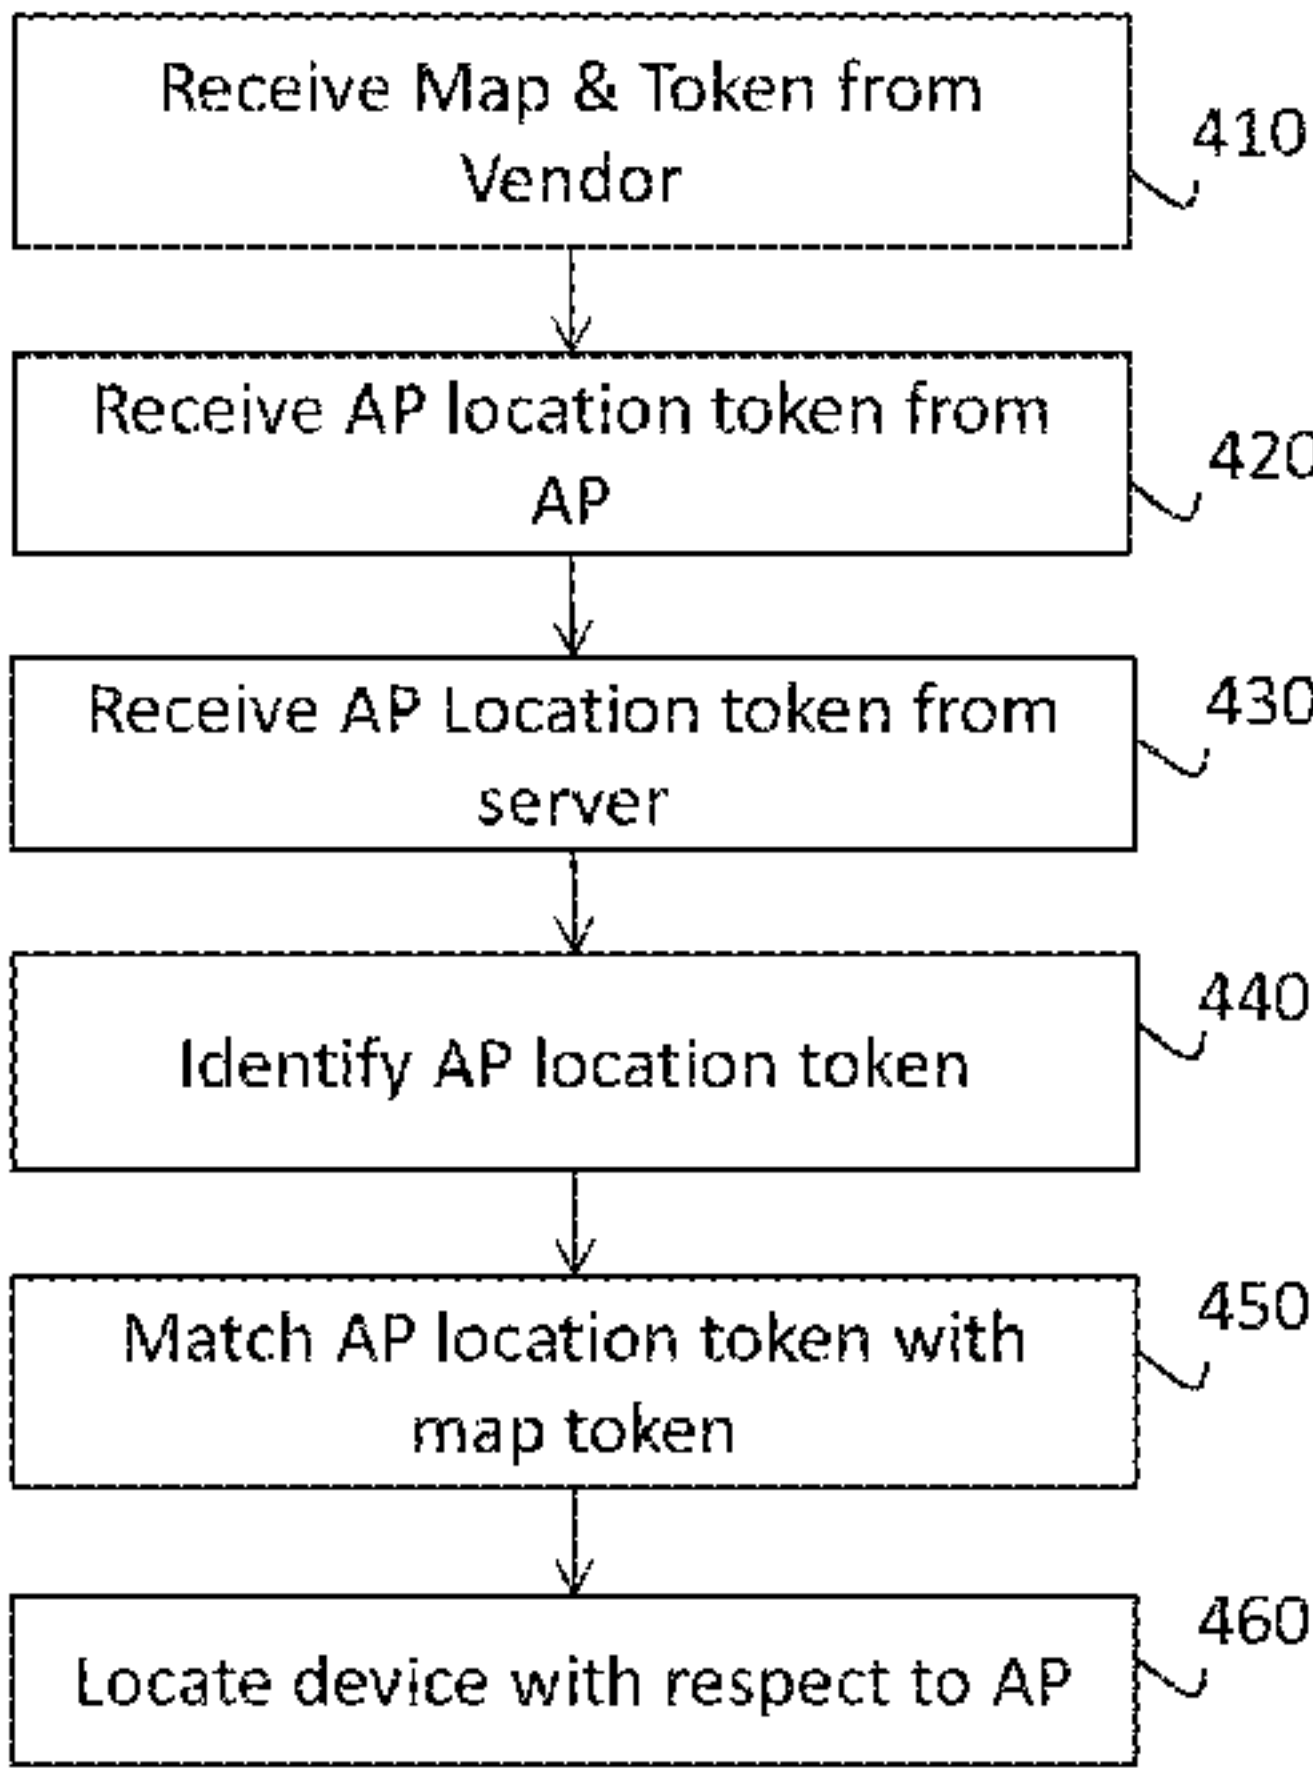 Receive Map & Token from
Vendor
410
Receive AP location token from
AP
420
Receive AP Location token from
server
430
Identify AP location token
440
Match AP location token with
map token
450
Locate device with respect to AP
460